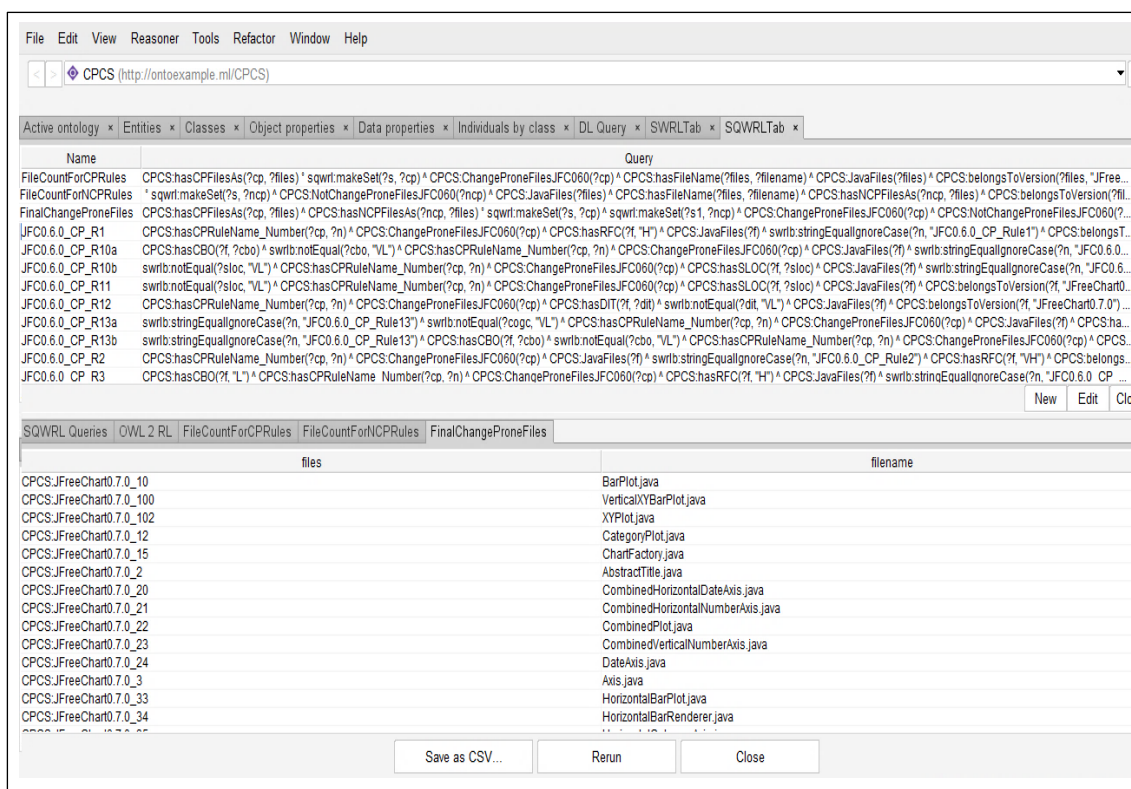 File Edit View Reasoner Tools Refactor Window Help
< > CPCS (http://ontoexample.ml/CPCS)
Active ontology × Entities × Classes × Object properties × Data properties × Individuals by class × DL Query × SWRLTab × SQWRLTab ×
Name Query
FileCountForCPRules CPCS:hasCPFilesAs(?cp, ?files) ° sqwrl:makeSet(?s, ?cp) ^ CPCS:ChangeProneFilesJFC060(?cp) ^ CPCS:hasFileName(?files, ?filename) ^ CPCS:JavaFiles(?files) ^ CPCS:belongsToVersion(?files, "JFree...
FileCountForNCPRules ° sqwrl:makeSet(?s, ?ncp) ^ CPCS:NotChangeProneFilesJFC060(?ncp) ^ CPCS:JavaFiles(?files) ^ CPCS:hasFileName(?files, ?filename) ^ CPCS:hasNCPFilesAs(?ncp, ?files) ^ CPCS:belongsToVersion(?fil...
FinalChangeProneFiles CPCS:hasCPFilesAs(?cp, ?files) ^ CPCS:hasNCPFilesAs(?ncp, ?files) ° sqwrl:makeSet(?s, ?cp) ^ sqwrl:makeSet(?s1, ?ncp) ^ CPCS:ChangeProneFilesJFC060(?cp) ^ CPCS:NotChangeProneFilesJFC060(?...
JFC0.6.0_CP_R1 CPCS:hasCPRuleName_Number(?cp, ?n) ^ CPCS:ChangeProneFilesJFC060(?cp) ^ CPCS:hasRFC(?f, "H") ^ CPCS:JavaFiles(?f) ^ swrlb:stringEqualIgnoreCase(?n, "JFC0.6.0_CP_Rule1") ^ CPCS:belongsT...
JFC0.6.0_CP_R10a CPCS:hasCBO(?f, ?cbo) ^ swrlb:notEqual(?cbo, "VL") ^ CPCS:hasCPRuleName_Number(?cp, ?n) ^ CPCS:ChangeProneFilesJFC060(?cp) ^ CPCS:JavaFiles(?f) ^ swrlb:stringEqualIgnoreCase(?n, "JFC0.6.0...
JFC0.6.0_CP_R10b swrlb:notEqual(?sloc, "VL") ^ CPCS:hasCPRuleName_Number(?cp, ?n) ^ CPCS:ChangeProneFilesJFC060(?cp) ^ CPCS:hasSLOC(?f, ?sloc) ^ CPCS:JavaFiles(?f) ^ swrlb:stringEqualIgnoreCase(?n, "JFC0.6...
JFC0.6.0_CP_R11 swrlb:notEqual(?sloc, "VL") ^ CPCS:hasCPRuleName_Number(?cp, ?n) ^ CPCS:ChangeProneFilesJFC060(?cp) ^ CPCS:hasSLOC(?f, ?sloc) ^ CPCS:JavaFiles(?f) ^ CPCS:belongsToVersion(?f, "JFreeChart0...
JFC0.6.0_CP_R12 CPCS:hasCPRuleName_Number(?cp, ?n) ^ CPCS:ChangeProneFilesJFC060(?cp) ^ CPCS:hasDIT(?f, ?dit) ^ swrlb:notEqual(?dit, "VL") ^ CPCS:JavaFiles(?f) ^ CPCS:belongsToVersion(?f, "JFreeChart0.7.0") ...
JFC0.6.0_CP_R13a swrlb:stringEqualIgnoreCase(?n, "JFC0.6.0_CP_Rule13") ^ swrlb:notEqual(?cogc, "VL") ^ CPCS:hasCPRuleName_Number(?cp, ?n) ^ CPCS:ChangeProneFilesJFC060(?cp) ^ CPCS:JavaFiles(?f) ^ CPCS:ha...
JFC0.6.0_CP_R13b swrlb:stringEqualIgnoreCase(?n, "JFC0.6.0_CP_Rule13") ^ CPCS:hasCBO(?f, ?cbo) ^ swrlb:notEqual(?cbo, "VL") ^ CPCS:hasCPRuleName_Number(?cp, ?n) ^ CPCS:ChangeProneFilesJFC060(?cp) ^ CPCS...
JFC0.6.0_CP_R2 CPCS:hasCPRuleName_Number(?cp, ?n) ^ CPCS:ChangeProneFilesJFC060(?cp) ^ CPCS:JavaFiles(?f) ^ swrlb:stringEqualIgnoreCase(?n, "JFC0.6.0_CP_Rule2") ^ CPCS:hasRFC(?f, "VH") ^ CPCS:belongs...
JFC0.6.0_CP_R3 CPCS:hasCBO(?f, "L") ^ CPCS:hasCPRuleName_Number(?cp, ?n) ^ CPCS:ChangeProneFilesJFC060(?cp) ^ CPCS:hasRFC(?f, "H") ^ CPCS:JavaFiles(?f) ^ swrlb:stringEqualIgnoreCase(?n, "JFC0.6.0_CP_...
New Edit Clo
SQWRL Queries OWL 2 RL FileCountForCPRules FileCountForNCPRules FinalChangeProneFiles
files filename
CPCS:JFreeChart0.7.0_10 BarPlot.java
CPCS:JFreeChart0.7.0_100 VerticalXYBarPlot.java
CPCS:JFreeChart0.7.0_102 XYPlot.java
CPCS:JFreeChart0.7.0_12 CategoryPlot.java
CPCS:JFreeChart0.7.0_15 ChartFactory.java
CPCS:JFreeChart0.7.0_2 AbstractTitle.java
CPCS:JFreeChart0.7.0_20 CombinedHorizontalDateAxis.java
CPCS:JFreeChart0.7.0_21 CombinedHorizontalNumberAxis.java
CPCS:JFreeChart0.7.0_22 CombinedPlot.java
CPCS:JFreeChart0.7.0_23 CombinedVerticalNumberAxis.java
CPCS:JFreeChart0.7.0_24 DateAxis.java
CPCS:JFreeChart0.7.0_3 Axis.java
CPCS:JFreeChart0.7.0_33 HorizontalBarPlot.java
CPCS:JFreeChart0.7.0_34 HorizontalBarRenderer.java
Save as CSV... Rerun Close